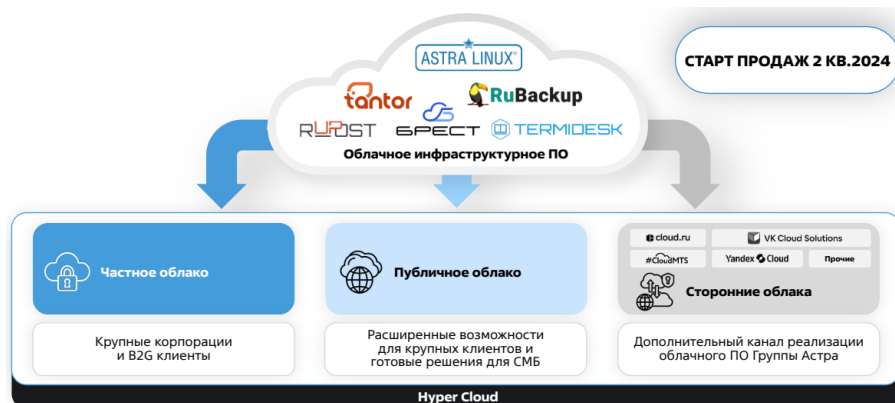 ASTRA LINUX®
СТАРТ ПРОДАЖ 2 КВ.2024
tantor
RuBackup
RUPOST
БРЕСТ
TERMIDESK
Облачное инфраструктурное ПО
Частное облако
Публичное облако
cloud.ru
VK Cloud Solutions
#CloudMTS
Yandex Cloud
Прочие
Сторонние облака
Крупные корпорации
и B2G клиенты
Расширенные возможности
для крупных клиентов и
готовые решения для СМБ
Дополнительный канал реализации
облачного ПО Группы Астра
Hyper Cloud